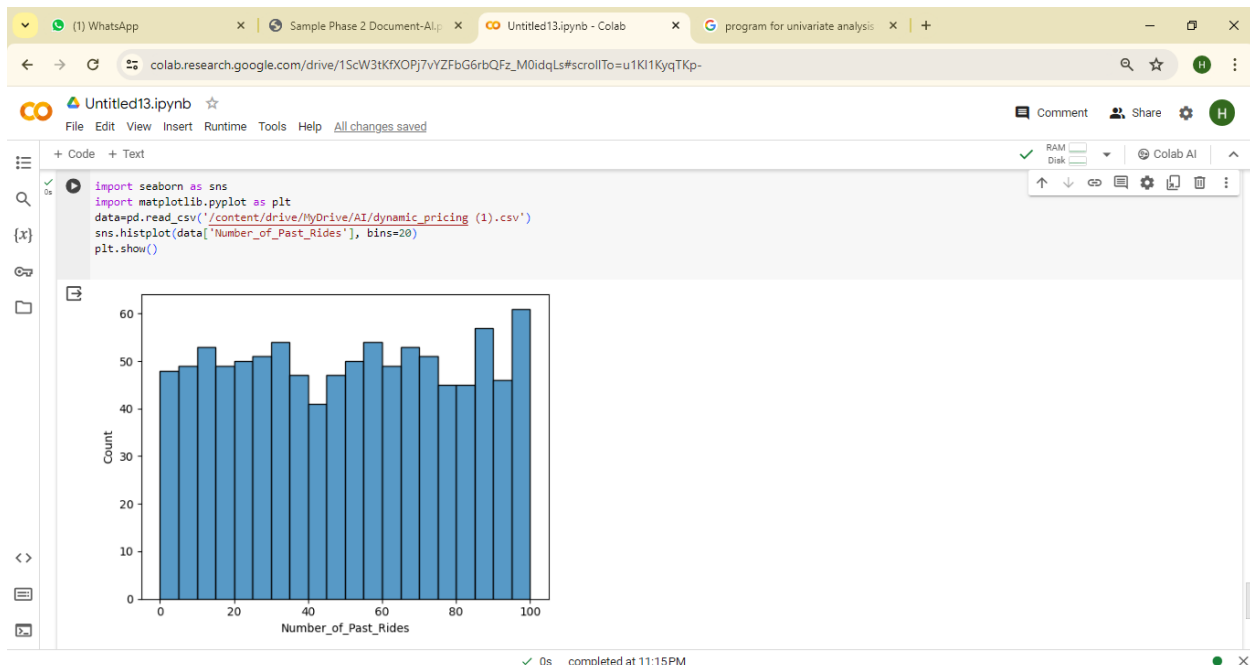 (1) WhatsApp
Sample Phase 2 Document-AI.p
Untitled13.ipynb - Colab
program for univariate analysis
colab.research.google.com/drive/1ScW3tKfXOPj7vYZFbG6rbQFz_M0idqLs#scrollTo=u1KI1KyqTKp-
H
CO
Untitled13.ipynb
Comment
Share
H
File Edit View Insert Runtime Tools Help All changes saved
+ Code + Text
RAM
Disk
Colab AI
0s
import seaborn as sns
import matplotlib.pyplot as plt
data=pd.read_csv('/content/drive/MyDrive/AI/dynamic_pricing (1).csv')
sns.histplot(data['Number_of_Past_Rides'], bins=20)
plt.show()
{x}
60
50
40
30
20
10
0
Count
0 20 40 60 80 100
Number_of_Past_Rides
0s completed at 11:15 PM